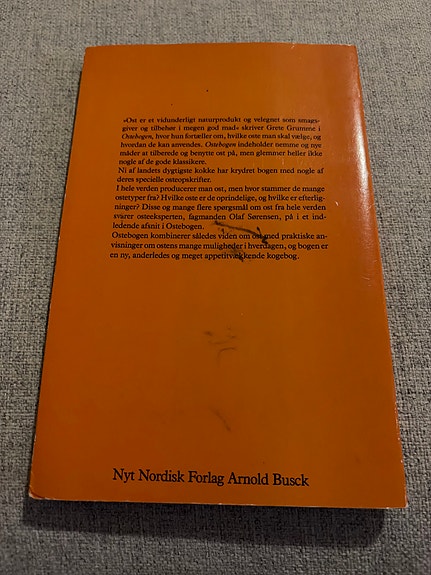 »Ost er et vidunderligt naturprodukt og velegnet som smags-
giver og tilbehør i megen god mad« skriver Grete Grumme i
Ostebogen, hvor hun fortæller om, hvilke oste man skal vælge, og
hvordan de kan anvendes. Ostebogen indeholder nemme og nye
måder at tilberede og benytte ost på, men glemmer heller ikke
nogle af de gode klassikere.
Ni af landets dygtigste kokke har krydret bogen med nogle af
deres specielle osteopskrifter.
I hele verden producerer man ost, men hvor stammer de mange
ostetyper fra? Hvilke oste er de oprindelige, og hvilke er efterlig-
ninger? Disse og mange flere spørgsmål om ost fra hele verden
svarer osteeksperten, fagmanden Olaf Sørensen, på i et ind-
ledende afsnit i Ostebogen.
Ostebogen kombinerer således viden om ost med praktiske an-
visninger om ostens mange muligheder i hverdagen, og bogen er
en ny, anderledes og meget appetitvækkende kogebog.
Nyt Nordisk Forlag Arnold Busck